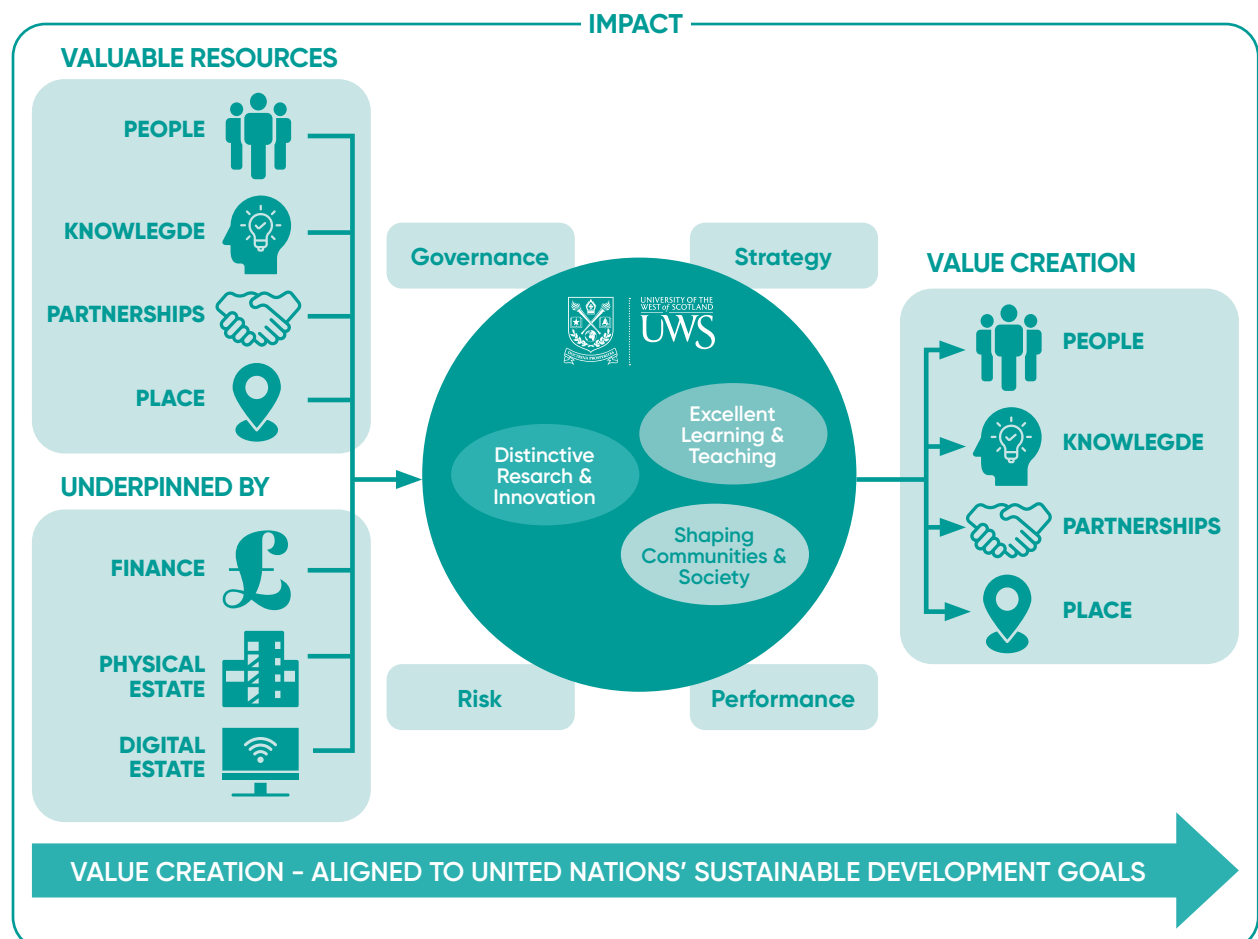 IMPACT
VALUABLE RESOURCES
PEOPLE
KNOWLEGDE
PARTNERSHIPS
PLACE
UNDERPINNED BY
FINANCE
£
PHYSICAL
ESTATE
DIGITAL
ESTATE
Governance
Strategy
UNIVERSITY OF THE
WEST of SCOTLAND
UWS
Distinctive
Resarch &
Innovation
Excellent
Learning &
Teaching
Shaping
Communities &
Society
Risk
Performance
VALUE CREATION
PEOPLE
KNOWLEGDE
PARTNERSHIPS
PLACE
VALUE CREATION – ALIGNED TO UNITED NATIONS’ SUSTAINABLE DEVELOPMENT GOALS